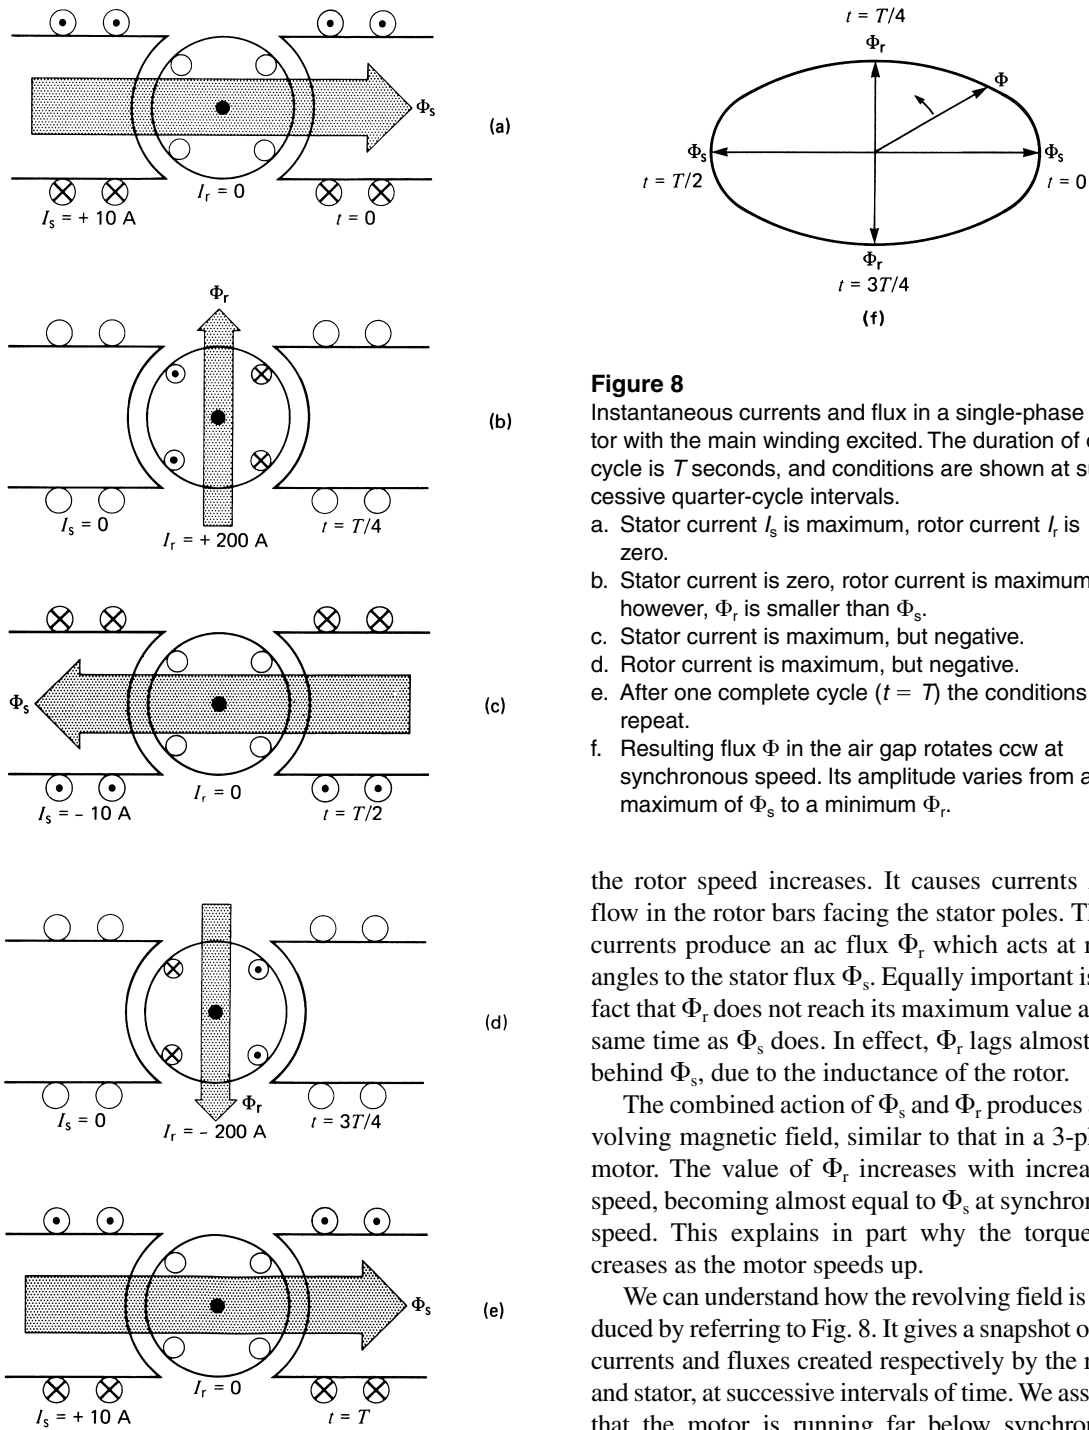 Φs
(a)
Ir = 0
Is = + 10 A
t = 0
Φr
(b)
Is = 0
t = T/4
Ir = + 200 A
Φs
(c)
Ir = 0
Is = - 10 A
t = T/2
(d)
Φr
Is = 0
t = 3T/4
Ir = - 200 A
Φs
(e)
Ir = 0
Is = + 10 A
t = T
t = T/4
Φr
Φ
Φs
Φs
t = T/2
t = 0
Φr
t = 3T/4
(f)
Figure 8
Instantaneous currents and flux in a single-phase
tor with the main winding excited. The duration of
cycle is T seconds, and conditions are shown at
cessive quarter-cycle intervals.
a. Stator current Is is maximum, rotor current Ir is
zero.
b. Stator current is zero, rotor current is maximum
however, Φr is smaller than Φs.
c. Stator current is maximum, but negative.
d. Rotor current is maximum, but negative.
e. After one complete cycle (t = T) the conditions
repeat.
f. Resulting flux Φ in the air gap rotates ccw at
synchronous speed. Its amplitude varies from a
maximum of Φs to a minimum Φr.
the rotor speed increases. It causes currents
flow in the rotor bars facing the stator poles.
currents produce an ac flux Φr which acts at
angles to the stator flux Φs. Equally important is
fact that Φr does not reach its maximum value
same time as Φs does. In effect, Φr lags almost
behind Φs, due to the inductance of the rotor.
The combined action of Φs and Φr produces
volving magnetic field, similar to that in a
motor. The value of Φr increases with
speed, becoming almost equal to Φs at
speed. This explains in part why the torque
creases as the motor speeds up.
We can understand how the revolving field is
duced by referring to Fig. 8. It gives a snapshot
currents and fluxes created respectively by the
and stator, at successive intervals of time. We
that the motor is running far below